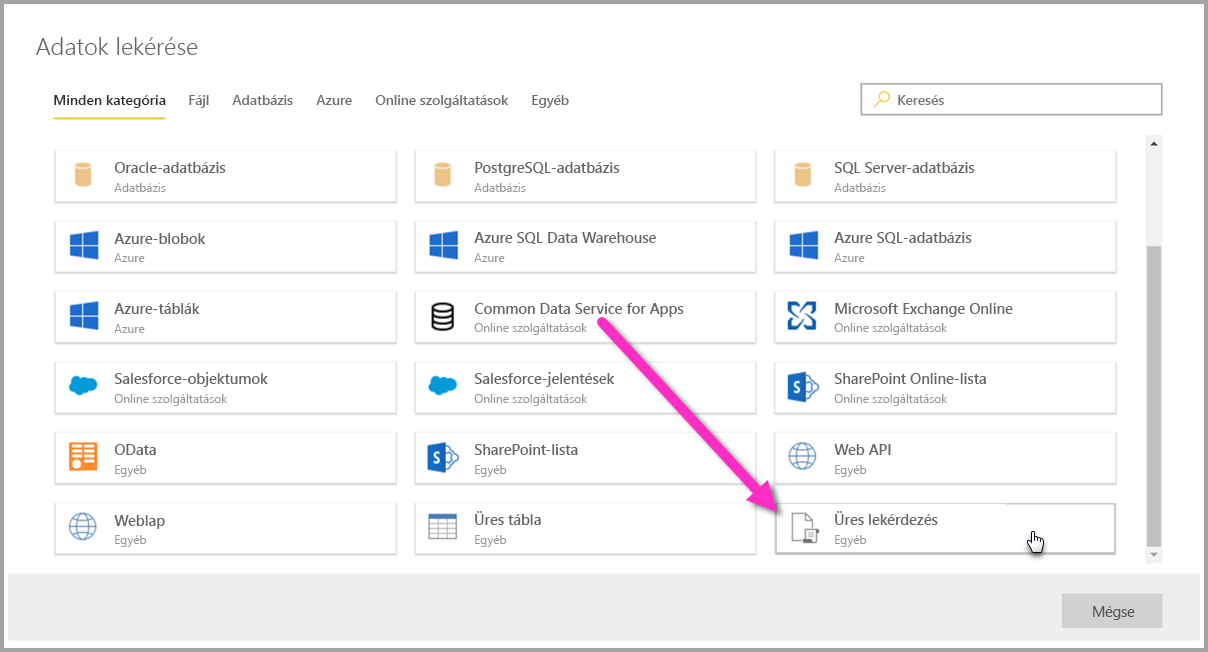 Adatok lekérése
Minden kategória Fájl Adatbázis Azure Online szolgáltatások Egyéb Keresés
Oracle-adatbázis PostgreSQL-adatbázis SQL Server-adatbázis
Adatbázis Adatbázis Adatbázis
Azure-blobok Azure SQL Data Warehouse Azure SQL-adatbázis
Azure Azure Azure
Azure-táblák Common Data Service for Apps Microsoft Exchange Online
Azure Online szolgáltatások Online szolgáltatások
Salesforce-objektumok Salesforce-jelentések SharePoint Online-lista
Online szolgáltatások Online szolgáltatások Online szolgáltatások
OData SharePoint-lista Web API
Egyéb Egyéb Egyéb
Weblap Üres tábla Üres lekérdezés
Egyéb Egyéb Egyéb
Mégse